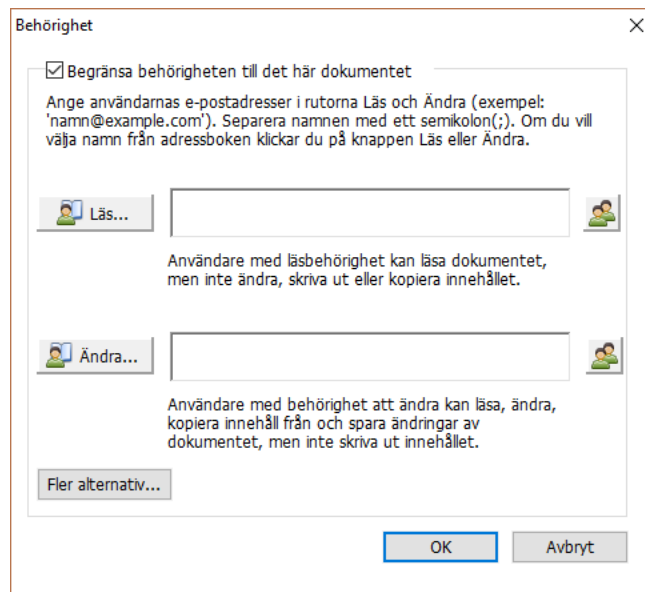 Behörighet
Begränsa behörigheten till det här dokumentet
Ange användarnas e-postadresser i rutorna Läs och Ändra (exempel:
'namn@example.com'). Separera namnen med ett semikolon(;). Om du vill
välja namn från adressboken klickar du på knappen Läs eller Ändra.
Läs...
Användare med läsbehörighet kan läsa dokumentet,
men inte ändra, skriva ut eller kopiera innehållet.
Ändra...
Användare med behörighet att ändra kan läsa, ändra,
kopiera innehåll från och spara ändringar av
dokumentet, men inte skriva ut innehållet.
Fler alternativ...
OK
Avbryt